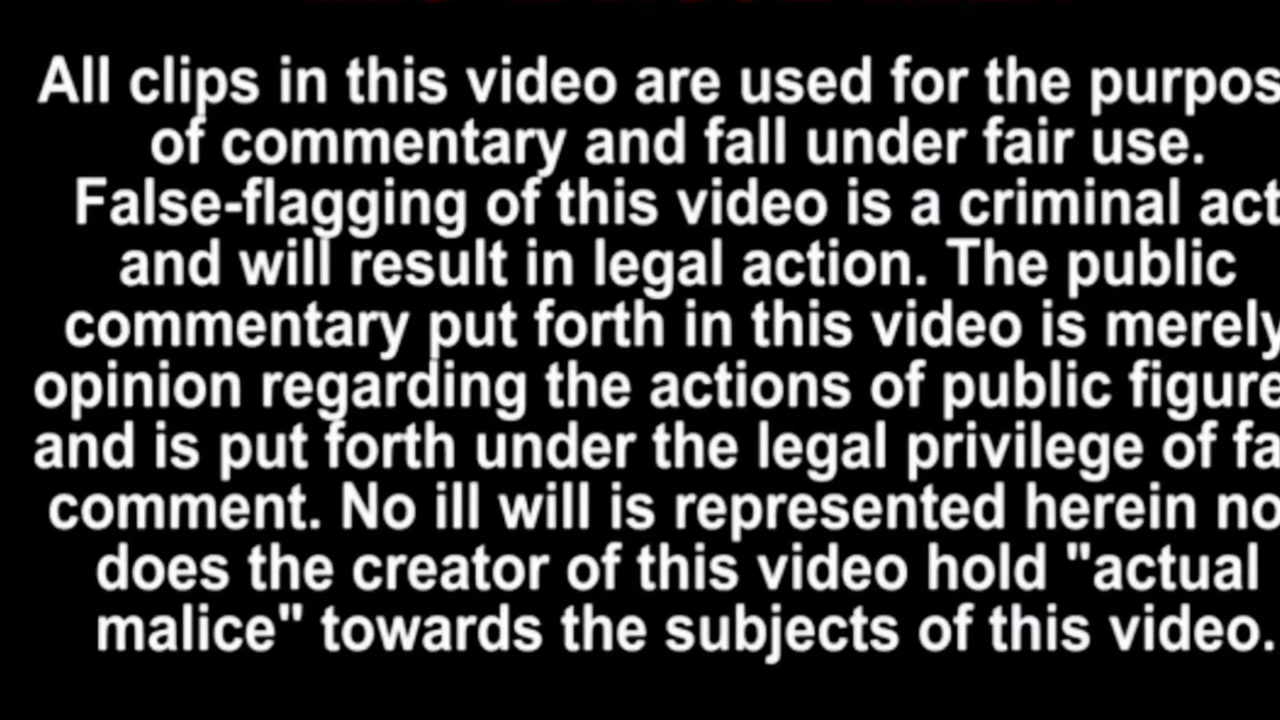 All clips in this video are used for the purpos
of commentary and fall under fair use.
False-flagging of this video is a criminal act
and will result in legal action. The public
commentary put forth in this video is merely
opinion regarding the actions of public figure
and is put forth under the legal privilege of fa
comment. No ill will is represented herein no
does the creator of this video hold "actual
malice" towards the subjects of this video.